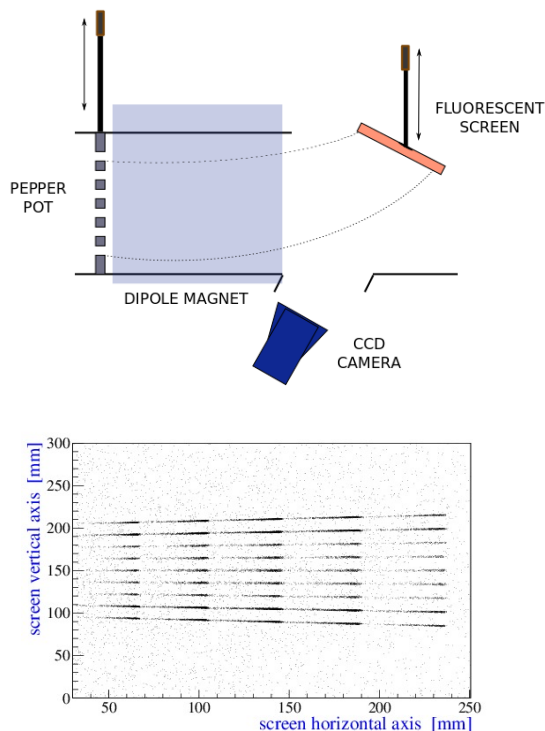 FLUORESCENT
SCREEN
PEPPER
POT
DIPOLE MAGNET
CCD
CAMERA
screen vertical axis [mm]
300
250
200
150
100
50
0
50
100
150
200
250
screen horizontal axis [mm]